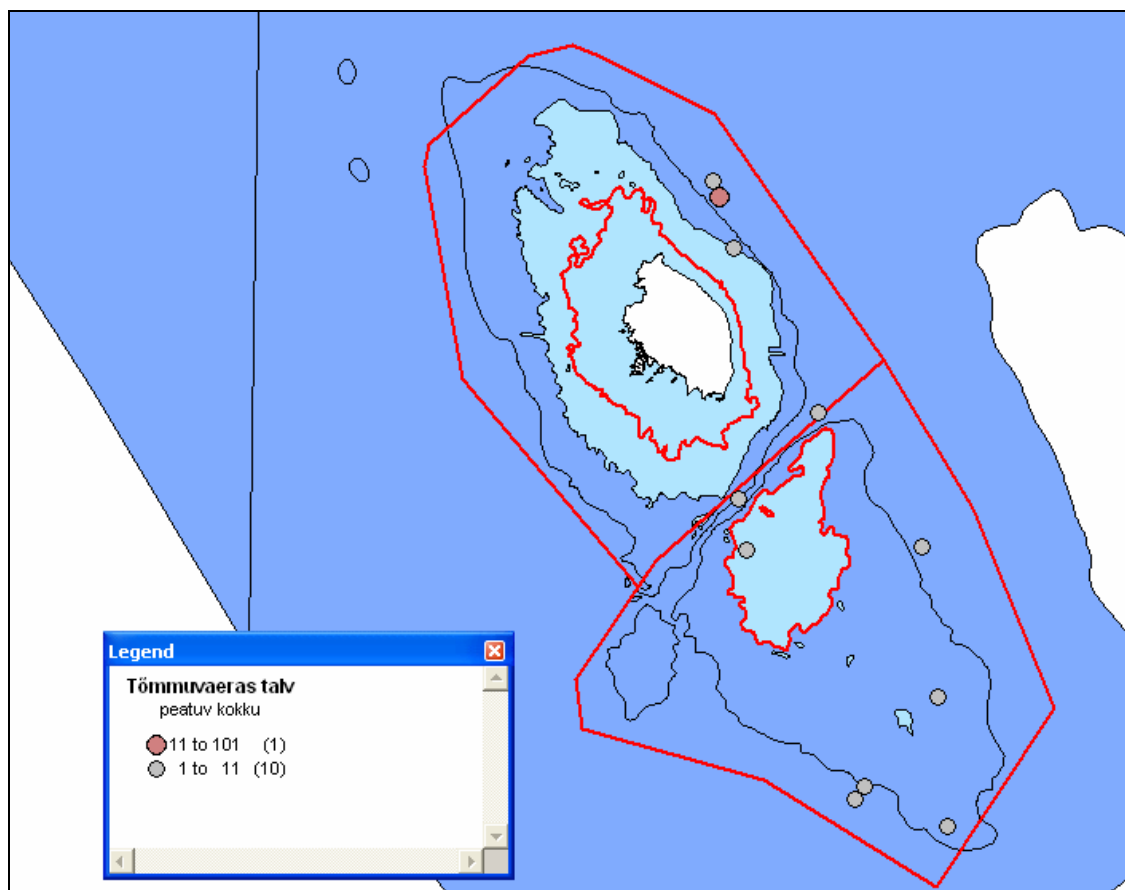 Legend
Tõmmuvaeras talv
peatuv kokku
11 to 101 (1)
1 to 11 (10)